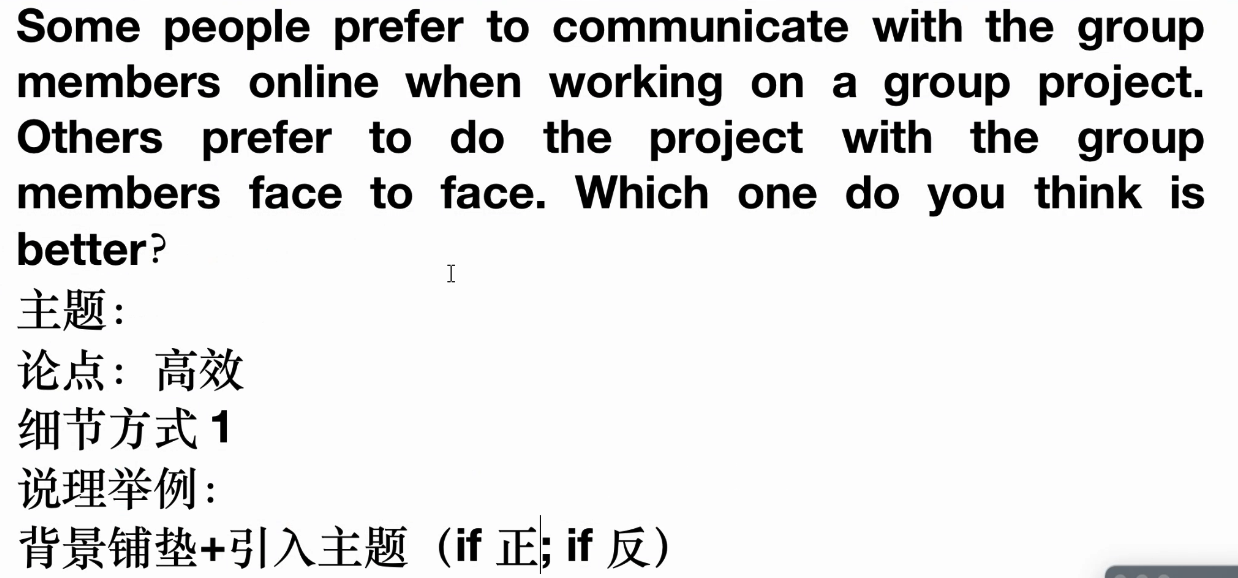 Some people prefer to communicate with the group
members online when working on a group project.
Others prefer to do the project with the group
members face to face. Which one do you think is
better?
主题：
论点：高效
细节方式 1
说理举例：
背景铺垫+引入主题（if 正; if 反）